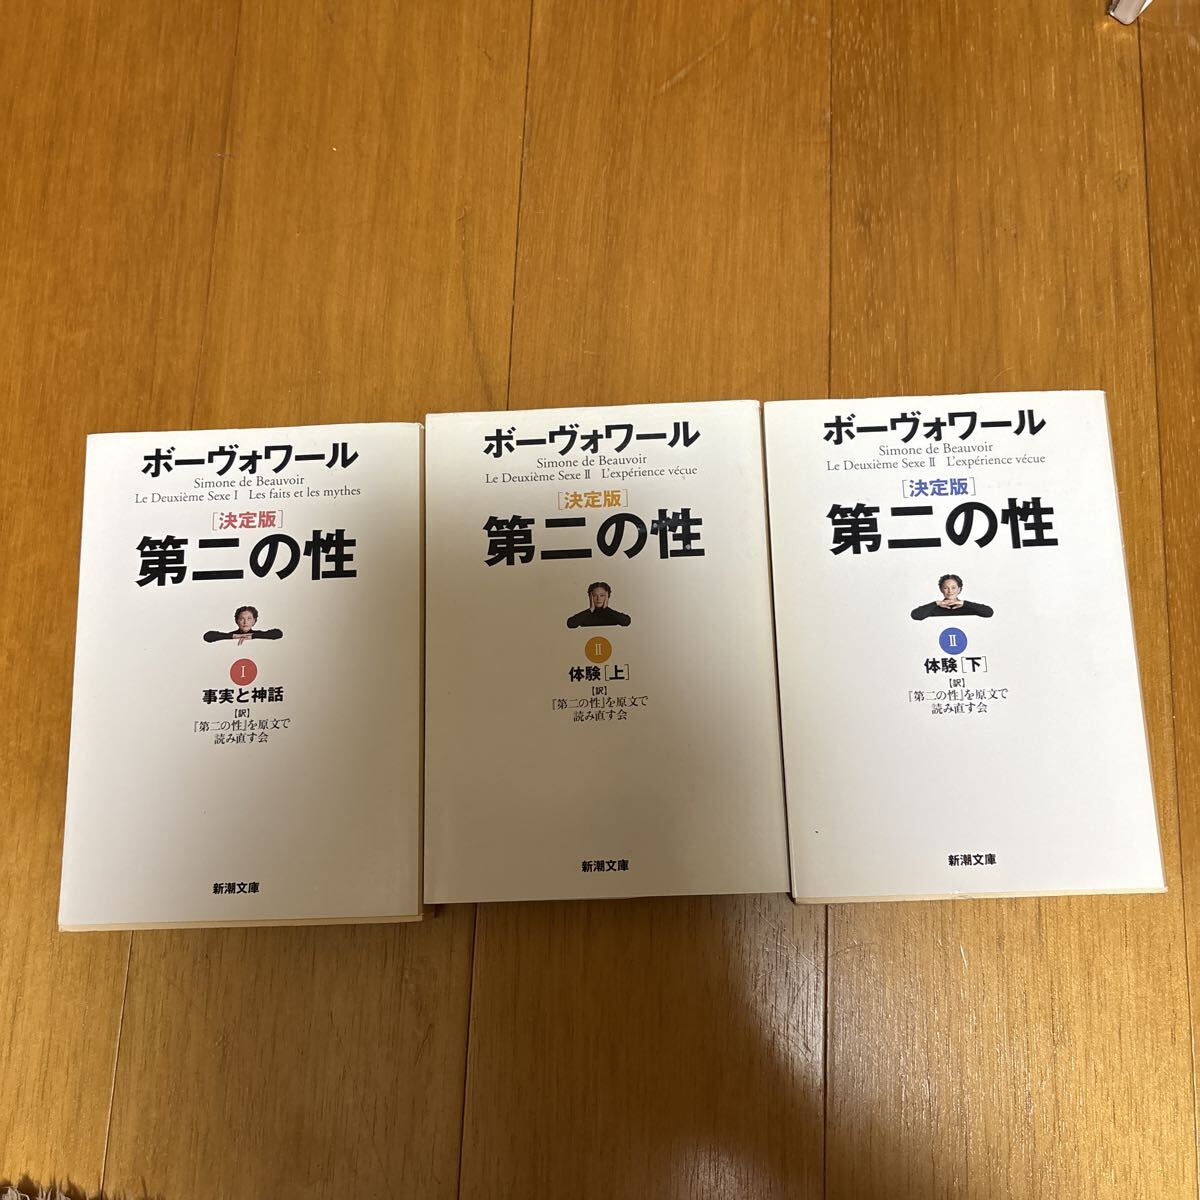 ボーヴォワール
Simone de Beauvoir
Le Deuxième Sexe I Les faits et les mythes
［決定版］
第二の性
I
事実と神話
【訳】
『第二の性』を原文で
読み直す会
新潮文庫
ボーヴォワール
Simone de Beauvoir
Le Deuxième Sexe II L'expérience vécue
［決定版］
第二の性
II
体験［上］
【訳】
『第二の性』を原文で
読み直す会
新潮文庫
ボーヴォワール
Simone de Beauvoir
Le Deuxième Sexe II L'expérience vécue
［決定版］
第二の性
II
体験［下］
【訳】
『第二の性』を原文で
読み直す会
新潮文庫